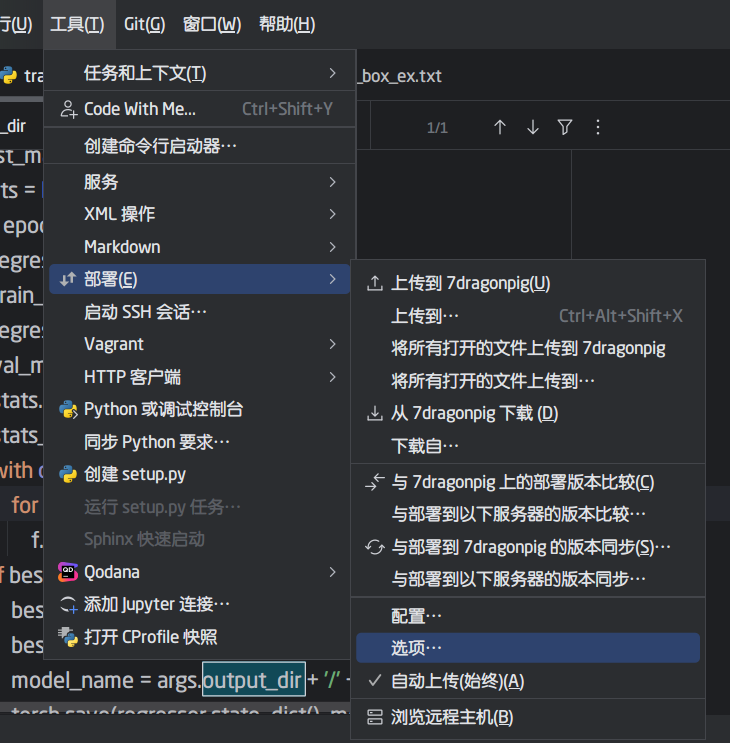 行(U) 工具(T) Git(G) 窗口(W) 帮助(H)
tra
_box_ex.txt
_dir
1/1
st_m
ts =
epoc
egres
rain_
egres
val_m
stats.
stats_
with o
for
f.
f bes
bes
bes
任务和上下文(T)
Code With Me... Ctrl+Shift+Y
创建命令行启动器…
服务
XML 操作
Markdown
部署(E)
启动 SSH 会话…
Vagrant
HTTP 客户端
Python 或调试控制台
同步 Python 要求…
创建 setup.py
运行 setup.py 任务…
Sphinx 快速启动
QD Qodana
添加 Jupyter 连接…
打开 CProfile 快照
上传到 7dragonpig(U)
上传到… Ctrl+Alt+Shift+X
将所有打开的文件上传到 7dragonpig
将所有打开的文件上传到…
从 7dragonpig 下载 (D)
下载自…
与 7dragonpig 上的部署版本比较(C)
与部署到以下服务器的版本比较…
与部署到 7dragonpig 的版本同步(S)…
与部署到以下服务器的版本同步…
配置…
选项…
自动上传(始终)(A)
浏览远程主机(B)
model_name = args.output_dir + '/' +
torch.save(regressor.state_dict(), m